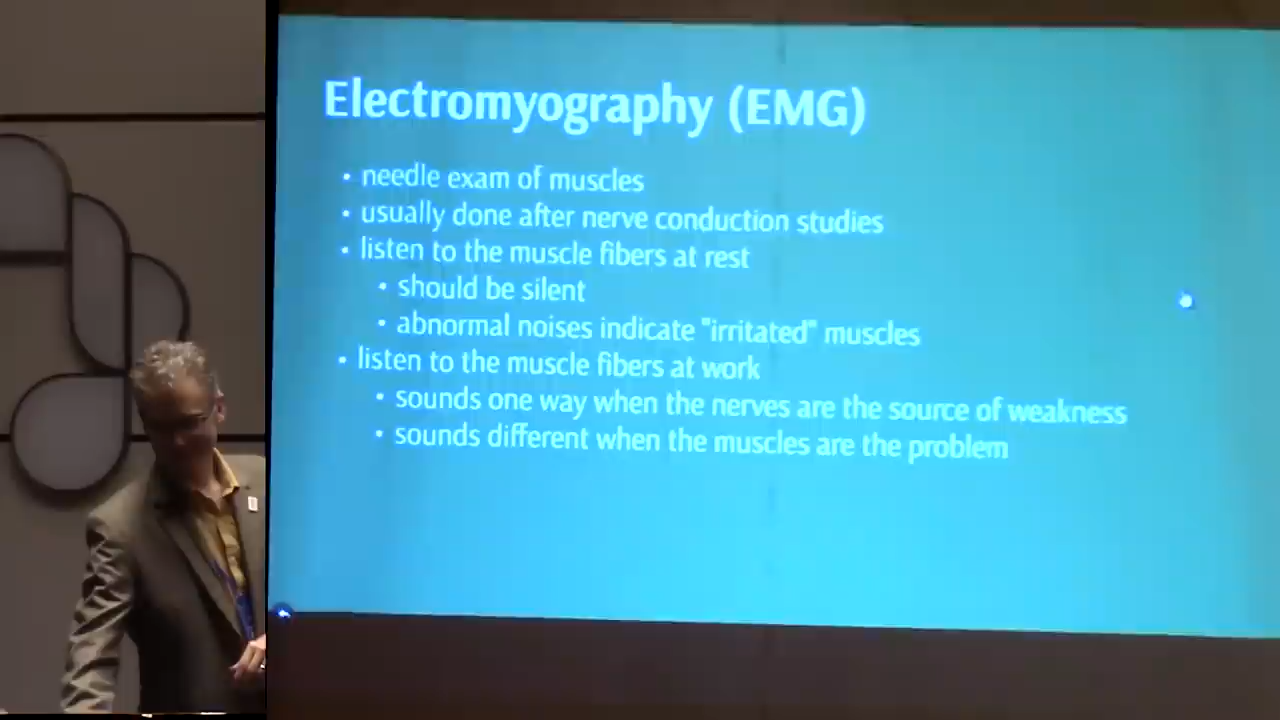 Electromyography (EMG)
• needle exam of muscles
• usually done after nerve conduction studies
• listen to the muscle fibers at rest
• should be silent
• abnormal noises indicate "irritated" muscles
• listen to the muscle fibers at work
• sounds one way when the nerves are the source of weakness
• sounds different when the muscles are the problem